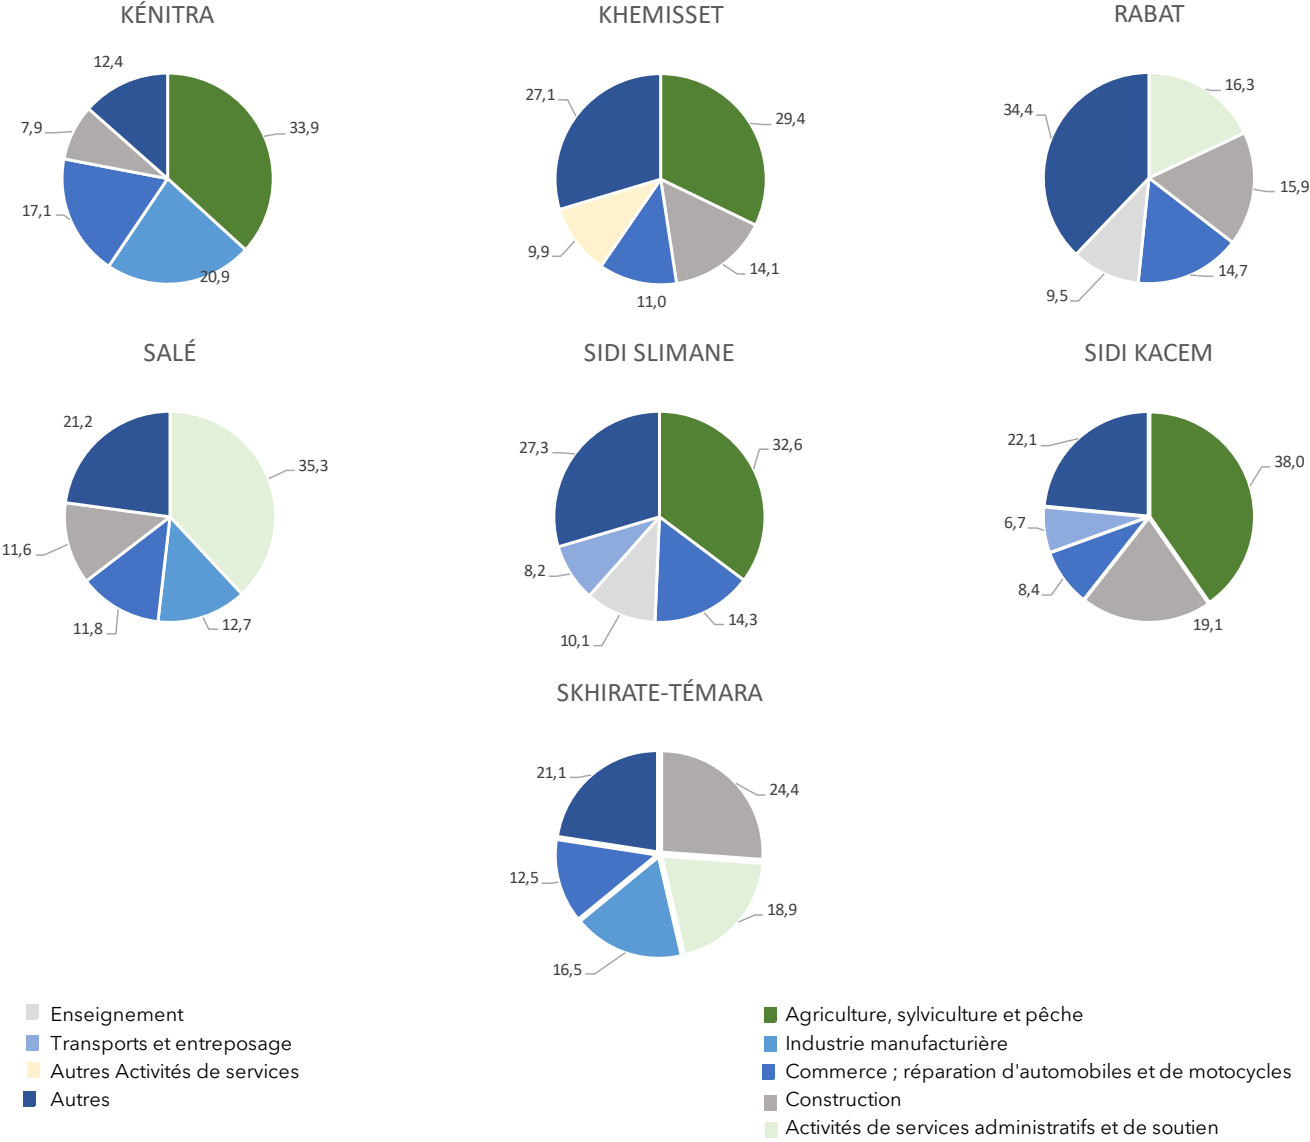 KÉNITRA
12,4
33,9
7,9
17,1
20,9
KHEMISSET
27,1
29,4
9,9
14,1
11,0
RABAT
16,3
34,4
15,9
14,7
9,5
SALÉ
21,2
35,3
11,6
11,8
12,7
SIDI SLIMANE
27,3
32,6
8,2
14,3
10,1
SIDI KACEM
22,1
38,0
6,7
8,4
19,1
SKHIRATE-TÉMARA
21,1
24,4
12,5
18,9
16,5
Enseignement
Transports et entreposage
Autres Activités de services
Autres
Agriculture, sylviculture et pêche
Industrie manufacturière
Commerce ; réparation d'automobiles et de motocycles
Construction
Activités de services administratifs et de soutien